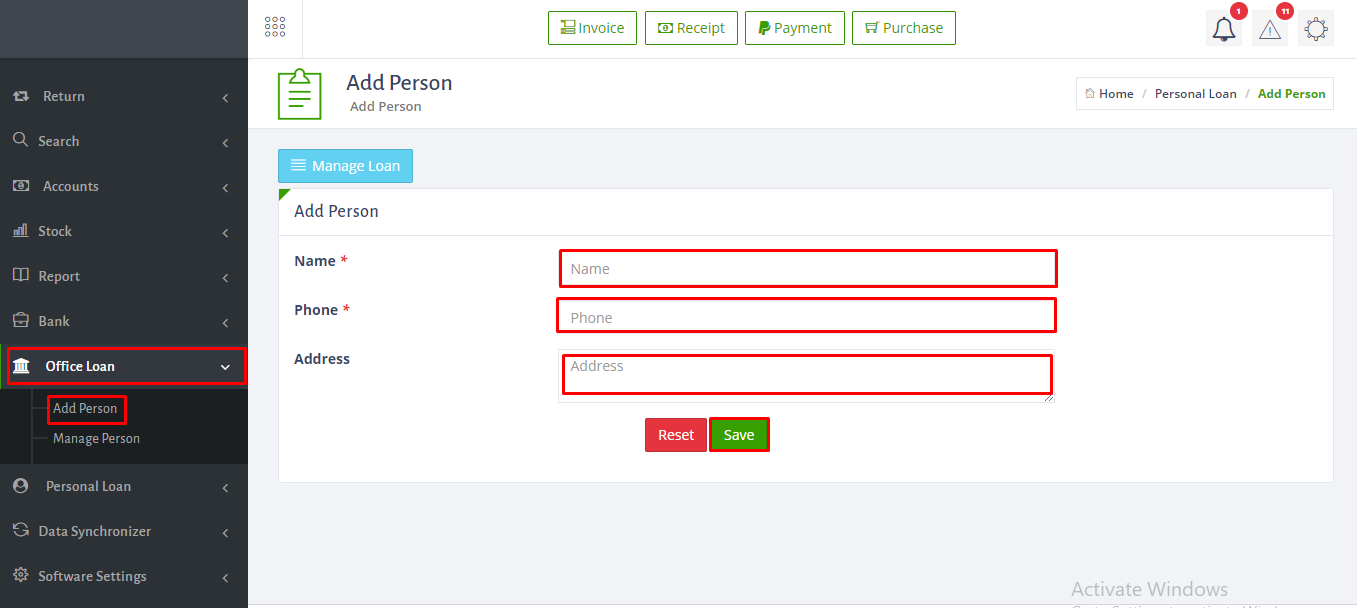 Invoice
Receipt
Payment
Purchase
1
11
Return
Search
Accounts
Stock
Report
Bank
Office Loan
Add Person
Manage Person
Personal Loan
Data Synchronizer
Software Settings
Add Person
Add Person
Home / Personal Loan / Add Person
Manage Loan
Add Person
Name *
Name
Phone *
Phone
Address
Address
Reset
Save
Activate Windows